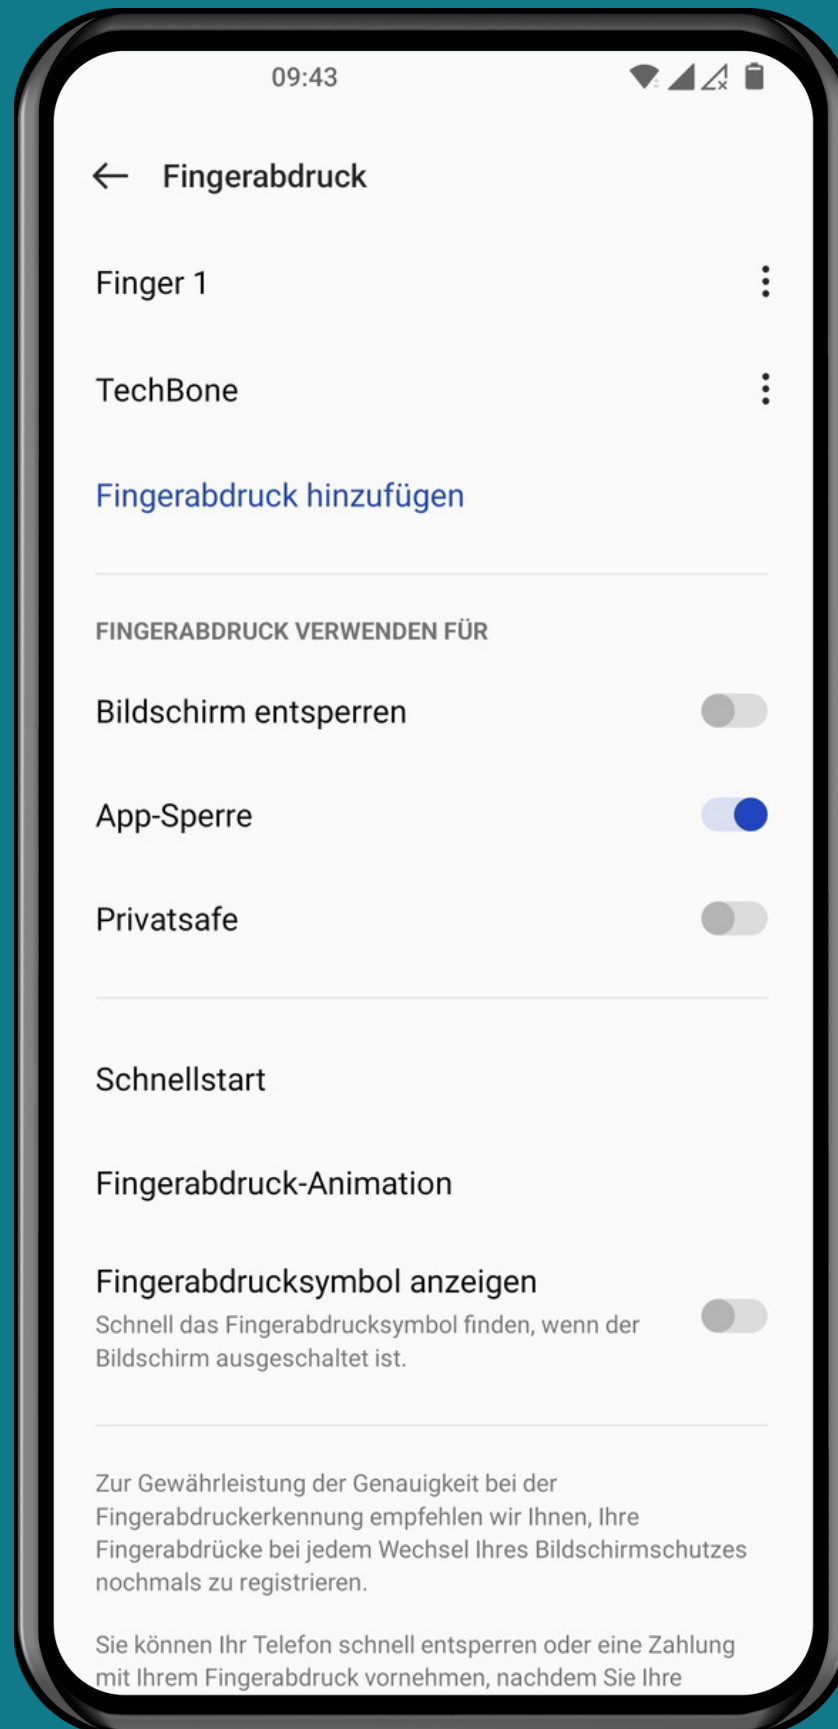 09:43
Fingerabdruck
Finger 1
TechBone
Fingerabdruck hinzufügen
FINGERABDRUCK VERWENDEN FÜR
Bildschirm entsperren
App-Sperre
Privatsafe
Schnellstart
Fingerabdruck-Animation
Fingerabdrucksymbol anzeigen
Schnell das Fingerabdrucksymbol finden, wenn der
Bildschirm ausgeschaltet ist.
Zur Gewährleistung der Genauigkeit bei der
Fingerabdruckerkennung empfehlen wir Ihnen, Ihre
Fingerabdrücke bei jedem Wechsel Ihres Bildschirmschutzes
nochmals zu registrieren.
Sie können Ihr Telefon schnell entsperren oder eine Zahlung
mit Ihrem Fingerabdruck vornehmen, nachdem Sie Ihre